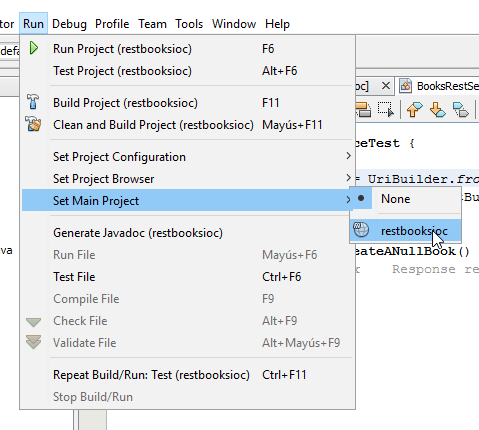 tor Run Debug Profile Team Tools Window Help
defa
Run Project (restbooksioc) F6
Test Project (restbooksioc) Alt+F6
oc] BooksRestSe
Build Project (restbooksioc) F11
Clean and Build Project (restbooksioc) Mayús+F11
ceTest {
Set Project Configuration
Set Project Browser
= UriBuilder.fro
Set Main Project
None
stBu
Generate Javadoc (restbooksioc)
restbooksioc
Run File Mayús+F6
ava
eateANullBook()
Test File Ctrl+F6
Response re
Compile File F9
Check File Alt+F9
Validate File Alt+Mayús+F9
Repeat Build/Run: Test (restbooksioc) Ctrl+F11
Stop Build/Run